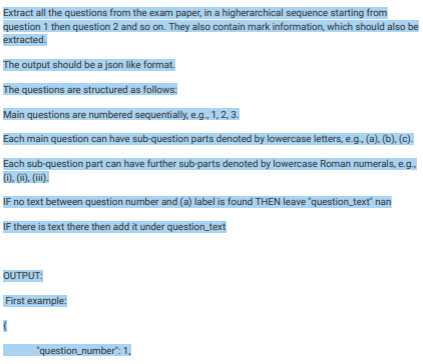 Extract all the questions from the exam paper, in a higherarchical sequence starting from
question 1 then question 2 and so on. They also contain mark information, which should also be
extracted.
The output should be a json like format.
The questions are structured as follows:
Main questions are numbered sequentially, e.g., 1, 2, 3.
Each main question can have sub-question parts denoted by lowercase letters, e.g., (a), (b), (c).
Each sub-question part can have further sub-parts denoted by lowercase Roman numerals, e.g.,
(i), (ii), (iii).
IF no text between question number and (a) label is found THEN leave "question_text" nan
IF there is text there then add it under question_text
OUTPUT:
First example:
{
"question_number": 1,